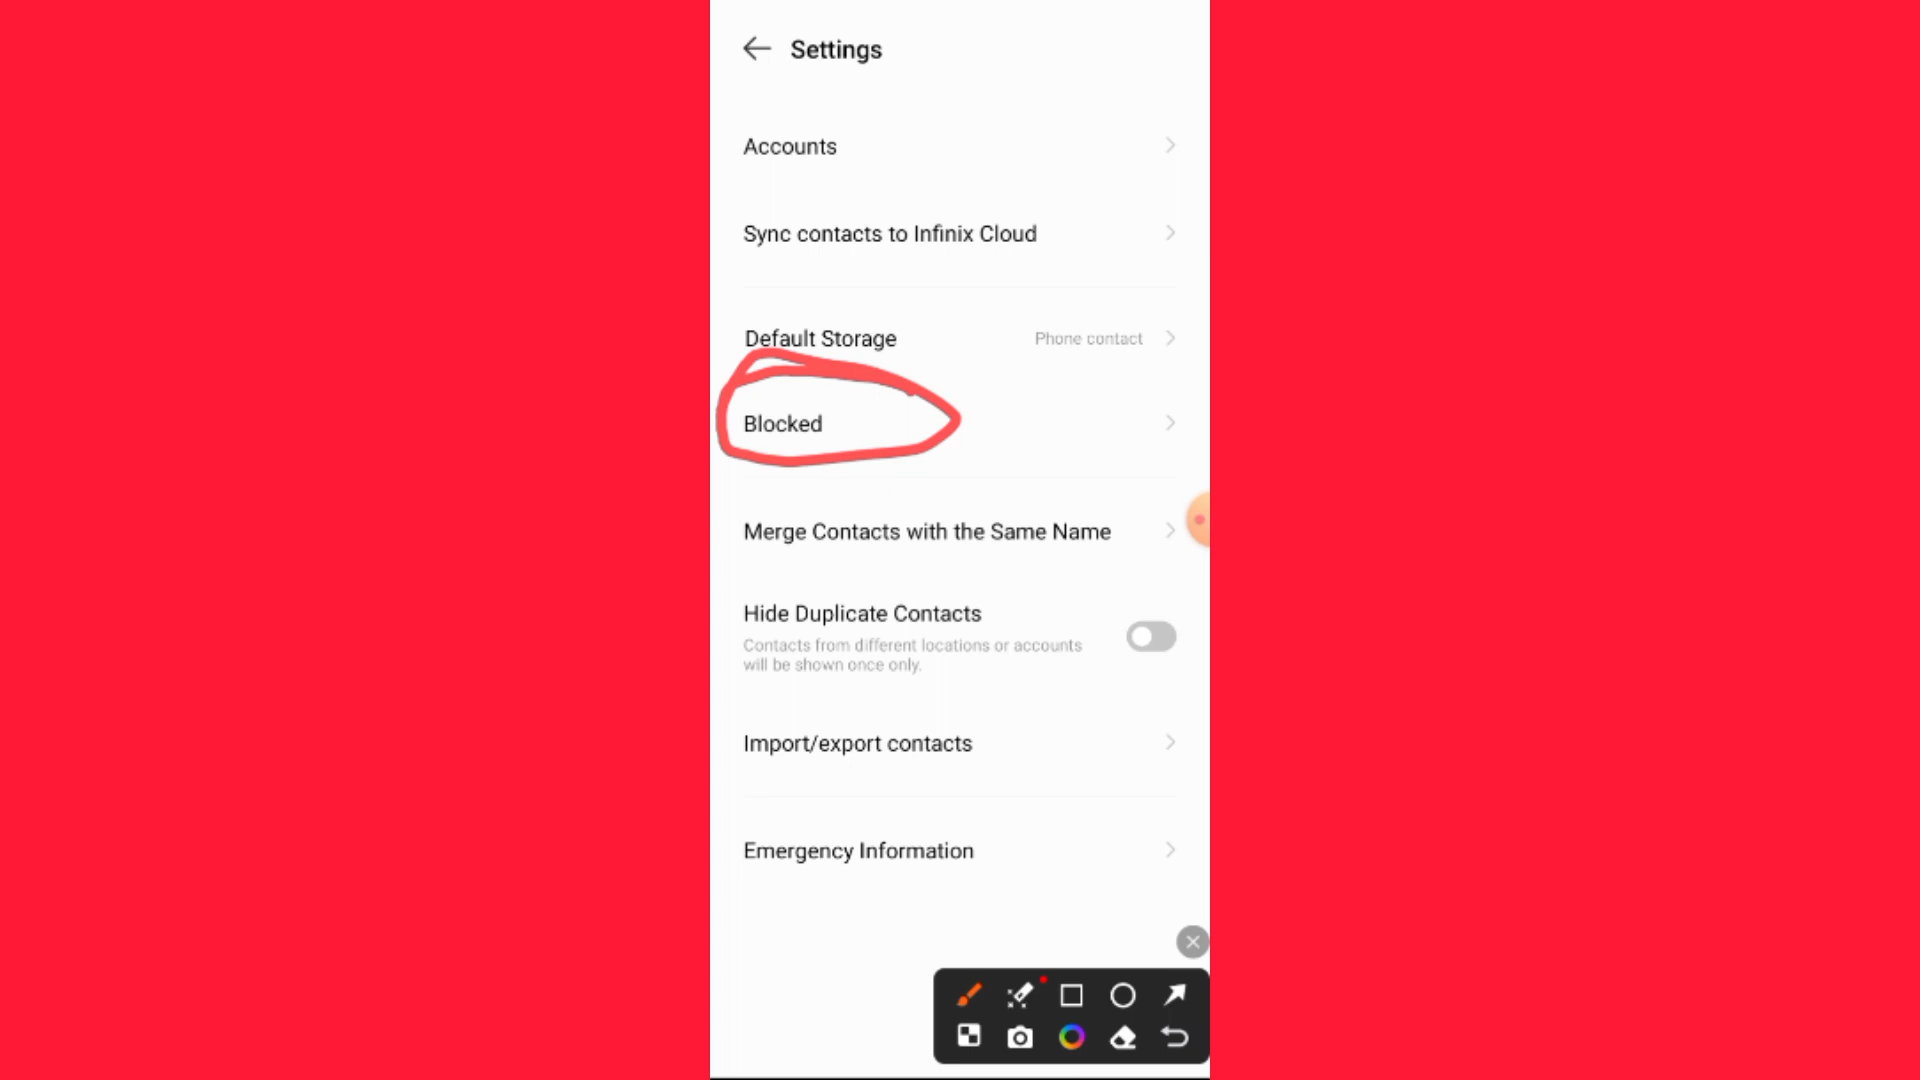 Settings
Accounts
Sync contacts to Infinix Cloud
Default Storage
Phone contact
Blocked
Merge Contacts with the Same Name
Hide Duplicate Contacts
Contacts from different locations or accounts
will be shown once only.
Import/export contacts
Emergency Information